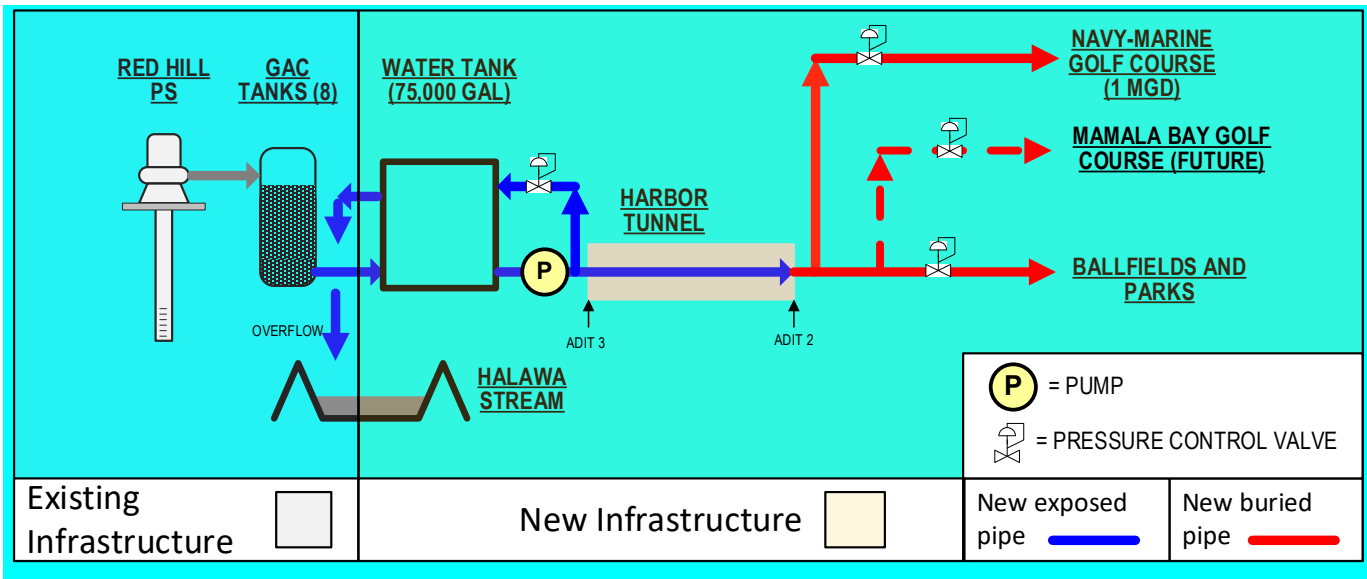 RED HILL
PS
GAC
TANKS (8)
WATER TANK
(75,000 GAL)
NAVY-MARINE
GOLF COURSE
(1 MGD)
MAMALA BAY GOLF
COURSE (FUTURE)
HARBOR
TUNNEL
P
BALLFIELDS AND
PARKS
OVERFLOW
ADIT 3
ADIT 2
HALAWA
STREAM
P = PUMP
= PRESSURE CONTROL VALVE
Existing
Infrastructure
New Infrastructure
New exposed
pipe
New buried
pipe